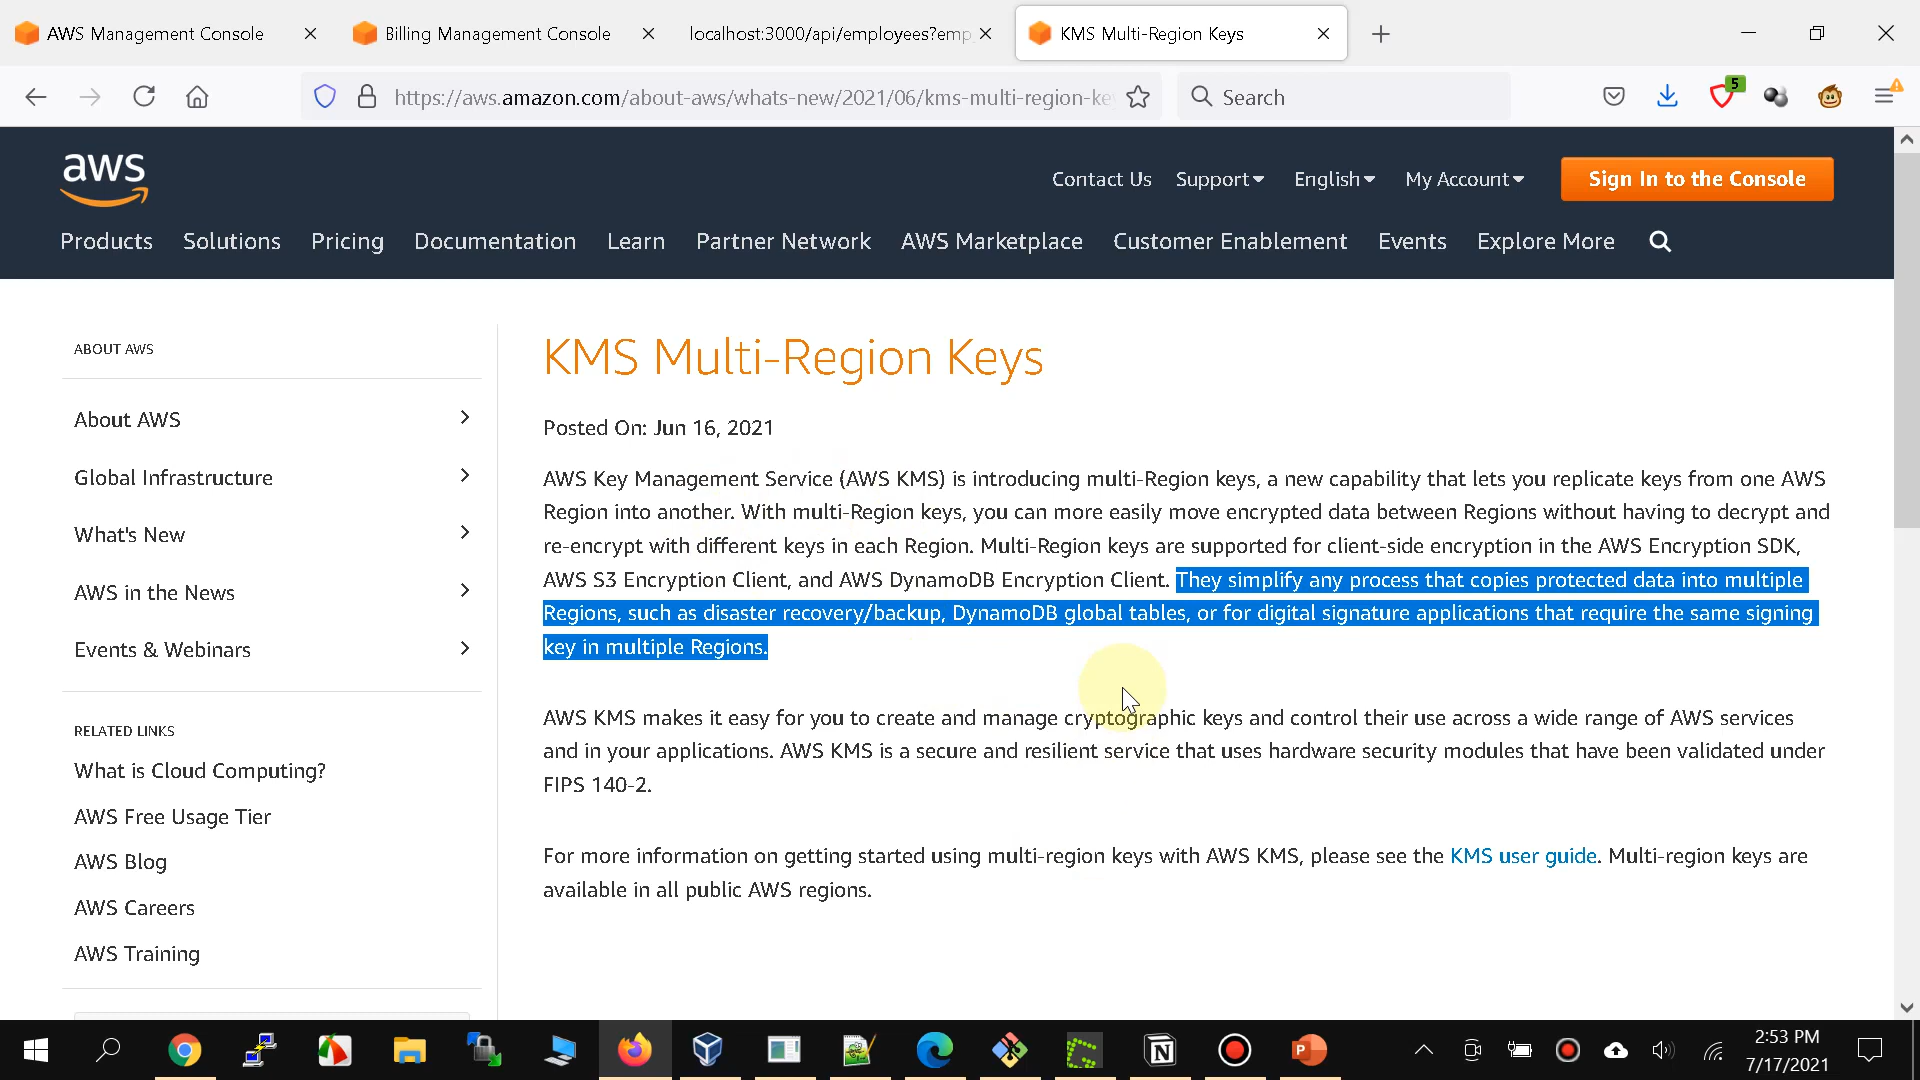 AWS Management Console
Billing Management Console
localhost:3000/api/employees?emp
KMS Multi-Region Keys
https://aws.amazon.com/about-aws/whats-new/2021/06/kms-multi-region-ke
Search
5
aws
Contact Us Support English My Account Sign In to the Console
Products Solutions Pricing Documentation Learn Partner Network AWS Marketplace Customer Enablement Events Explore More
ABOUT AWS
About AWS
Global Infrastructure
What's New
AWS in the News
Events & Webinars
RELATED LINKS
What is Cloud Computing?
AWS Free Usage Tier
AWS Blog
AWS Careers
AWS Training
KMS Multi-Region Keys
Posted On: Jun 16, 2021
AWS Key Management Service (AWS KMS) is introducing multi-Region keys, a new capability that lets you replicate keys from one AWS
Region into another. With multi-Region keys, you can more easily move encrypted data between Regions without having to decrypt and
re-encrypt with different keys in each Region. Multi-Region keys are supported for client-side encryption in the AWS Encryption SDK,
AWS S3 Encryption Client, and AWS DynamoDB Encryption Client. They simplify any process that copies protected data into multiple
Regions, such as disaster recovery/backup, DynamoDB global tables, or for digital signature applications that require the same signing
key in multiple Regions.
AWS KMS makes it easy for you to create and manage cryptographic keys and control their use across a wide range of AWS services
and in your applications. AWS KMS is a secure and resilient service that uses hardware security modules that have been validated under
FIPS 140-2.
For more information on getting started using multi-region keys with AWS KMS, please see the KMS user guide. Multi-region keys are
available in all public AWS regions.
2:53 PM
7/17/2021